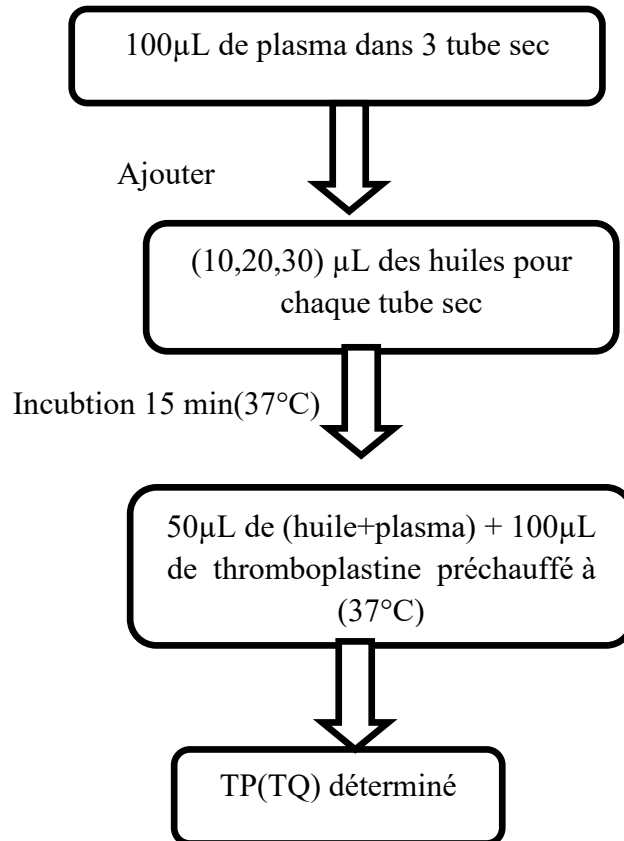 100µL de plasma dans 3 tube sec
Ajouter
(10,20,30) µL des huiles pour
chaque tube sec
Incubtion 15 min(37°C)
50µL de (huile+plasma) + 100µL
de thromboplastine préchauffé à
(37°C)
TP(TQ) déterminé